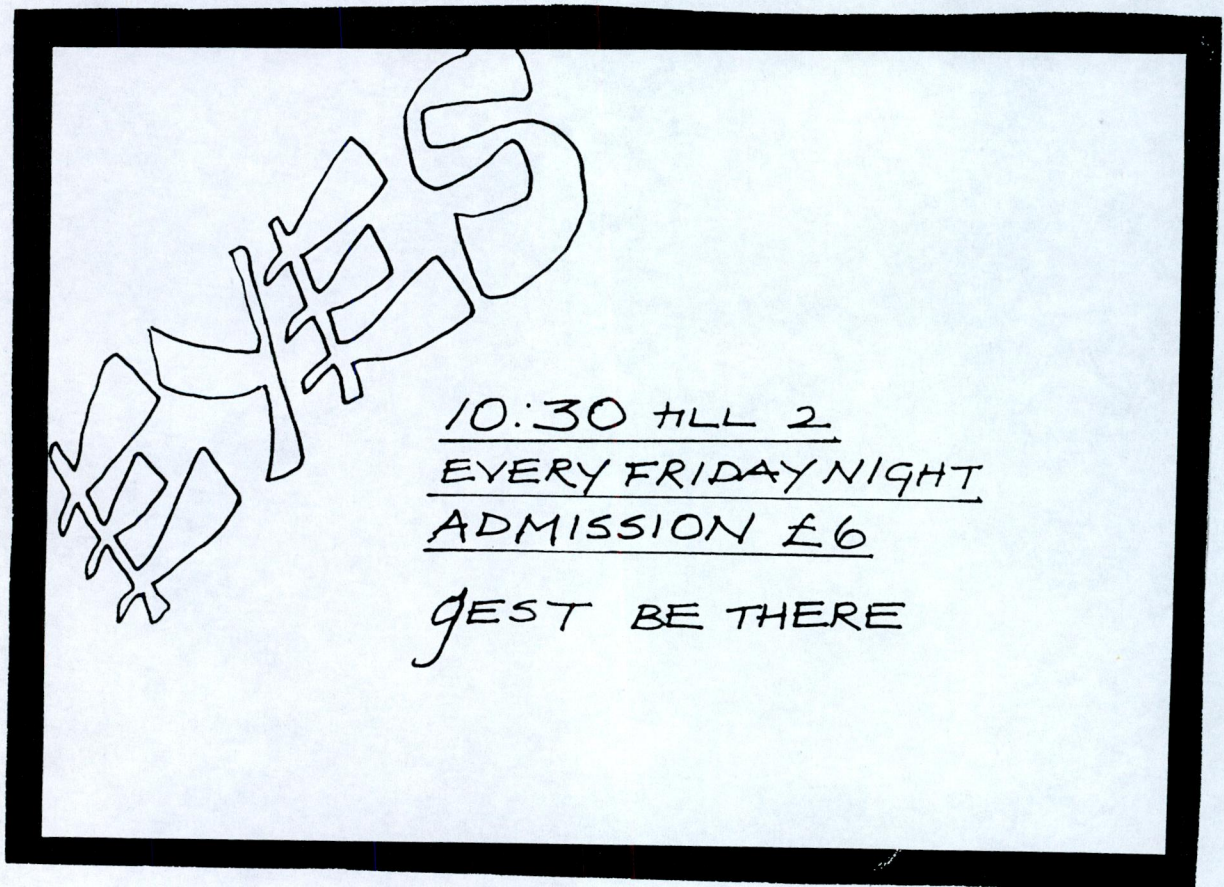 EYES
10:30 TILL 2
EVERY FRIDAY NIGHT
ADMISSION £6
gEST BE THERE